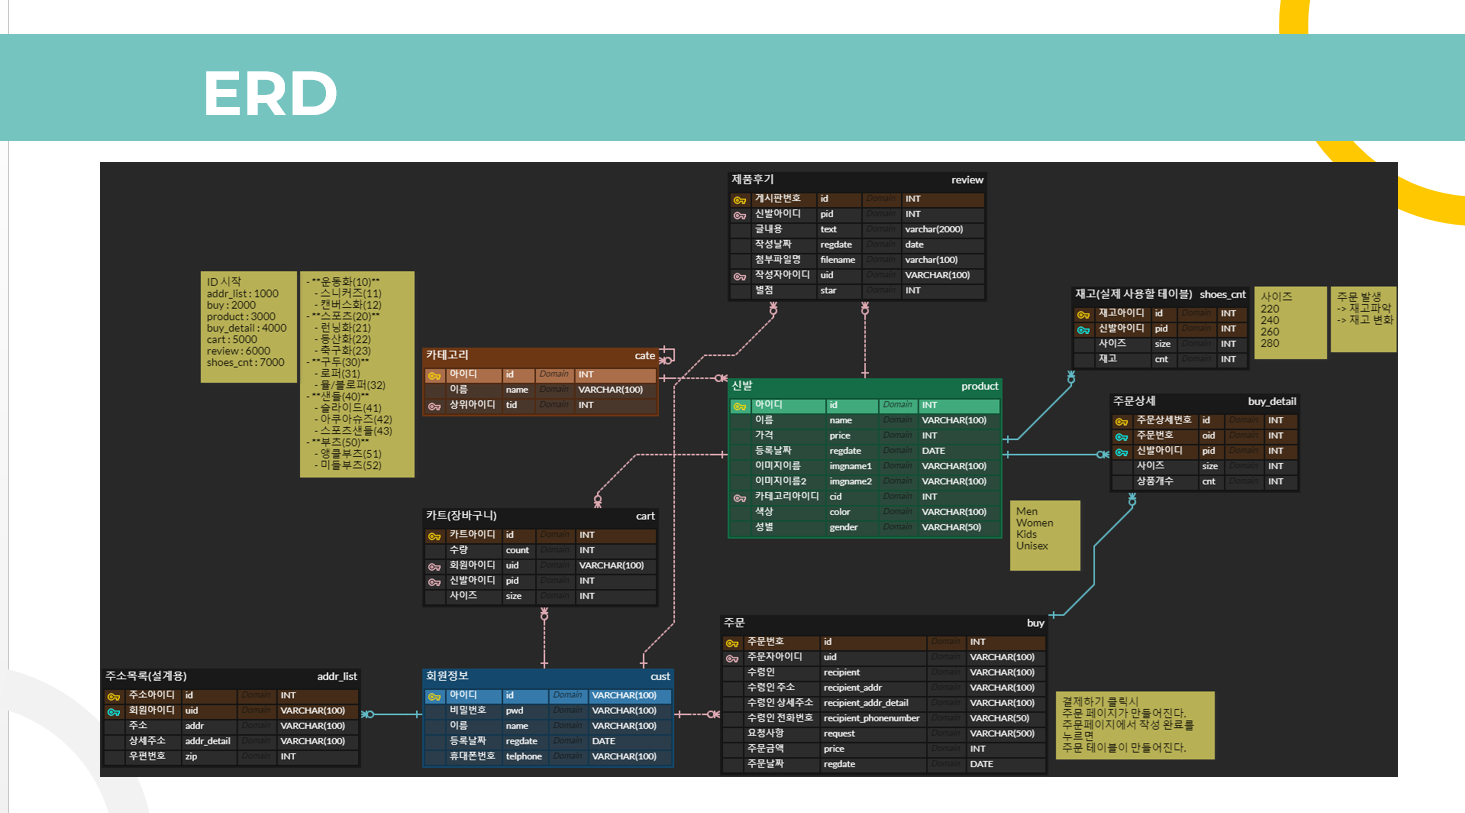 ERD
제품후기 review
게시판번호 id Domain INT
신발아이디 pid Domain INT
글내용 text Domain varchar(2000)
작성날짜 regdate Domain date
첨부파일명 filename Domain varchar(100)
작성자아이디 uid Domain VARCHAR(100)
별점 star Domain INT
ID 시작
addr_list : 1000
buy : 2000
product : 3000
buy_detail : 4000
cart : 5000
review : 6000
shoes_cnt : 7000
- **운동화(10)**
- 스니커즈(11)
- 캔버스화(12)
- **스포즈(20)**
- 런닝화(21)
- 등산화(22)
- 축구화(23)
- **구두(30)**
- 로퍼(31)
- 뮬/블로퍼(32)
- **샌들(40)**
- 슬라이드(41)
- 아쿠아슈즈(42)
- 스포츠샌들(43)
- **부츠(50)**
- 앵클부츠(51)
- 미들부츠(52)
카테고리 cate
아이디 id Domain INT
이름 name Domain VARCHAR(100)
상위아이디 tid Domain INT
신발 product
아이디 id Domain INT
이름 name Domain VARCHAR(100)
가격 price Domain INT
등록날짜 regdate Domain DATE
이미지이름 imgname1 Domain VARCHAR(100)
이미지이름2 imgname2 Domain VARCHAR(100)
카테고리아이디 cid Domain INT
색상 color Domain VARCHAR(100)
성별 gender Domain VARCHAR(50)
재고(실제 사용할 테이블) shoes_cnt
재고아이디 id Domain INT
신발아이디 pid Domain INT
사이즈 size Domain INT
재고 cnt Domain INT
사이즈
220
240
260
280
주문 발생
-> 재고파악
-> 재고 변화
주문상세 buy_detail
주문상세번호 id Domain INT
주문번호 oid Domain INT
신발아이디 pid Domain INT
사이즈 size Domain INT
상품개수 cnt Domain INT
Men
Women
Kids
Unisex
카트(장바구니) cart
카트아이디 id Domain INT
수량 count Domain INT
회원아이디 uid Domain VARCHAR(100)
신발아이디 pid Domain INT
사이즈 size Domain INT
주문 buy
주문번호 id Domain INT
주문자아이디 uid Domain VARCHAR(100)
수령인 recipient Domain VARCHAR(100)
수령인 주소 recipient_addr Domain VARCHAR(100)
수령인 상세주소 recipient_addr_detail Domain VARCHAR(100)
수령인 전화번호 recipient_phonenumber Domain VARCHAR(50)
요청사항 request Domain VARCHAR(500)
주문금액 price Domain INT
주문날짜 regdate Domain DATE
주소목록(설계용) addr_list
주소아이디 id Domain INT
회원아이디 uid Domain VARCHAR(100)
주소 addr Domain VARCHAR(100)
상세주소 addr_detail Domain VARCHAR(100)
우편번호 zip Domain INT
회원정보 cust
아이디 id Domain VARCHAR(100)
비밀번호 pwd Domain VARCHAR(100)
이름 name Domain VARCHAR(100)
등록날짜 regdate Domain DATE
휴대폰번호 telphone Domain VARCHAR(100)
결제하기 클릭시
주문 페이지가 만들어진다.
주문페이지에서 작성 완료를
누르면
주문 테이블이 만들어진다.